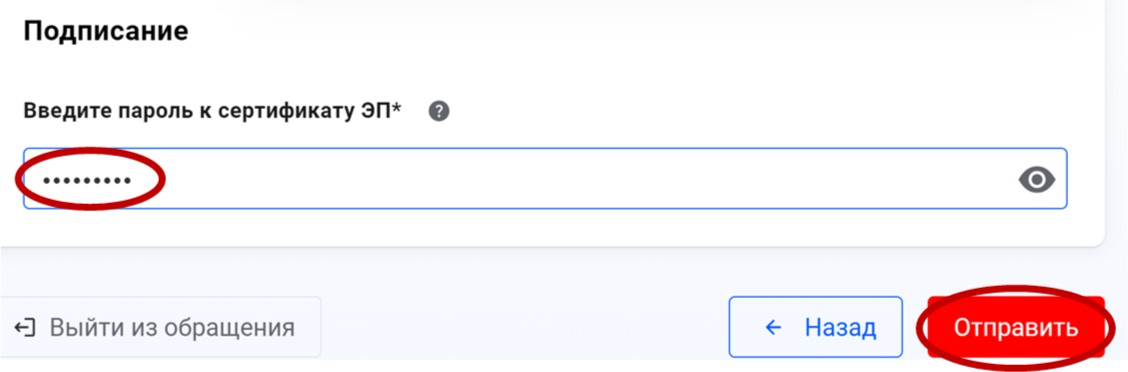 Подписание
Введите пароль к сертификату ЭП* ?
•••••••••
Выйти из обращения
← Назад
Отправить